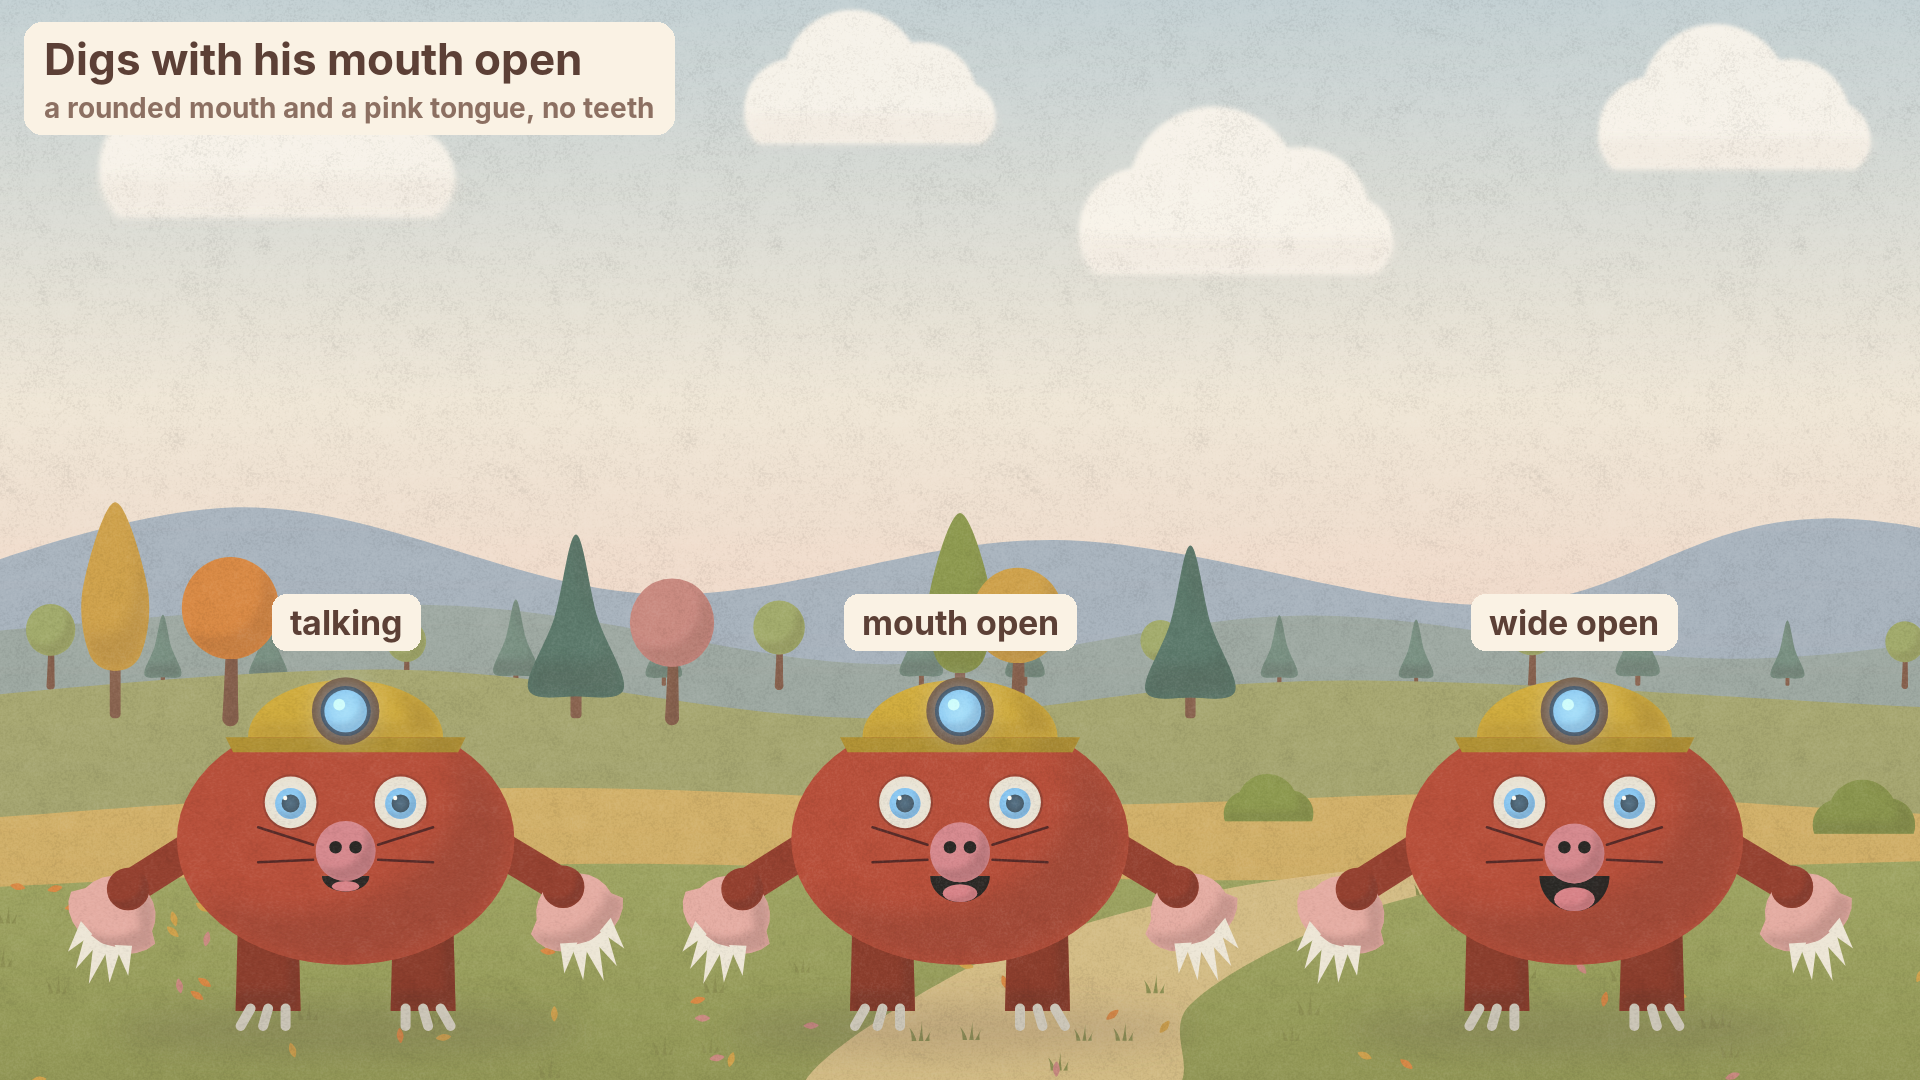 Digs with his mouth open
a rounded mouth and a pink tongue, no teeth
talking
mouth open
wide open